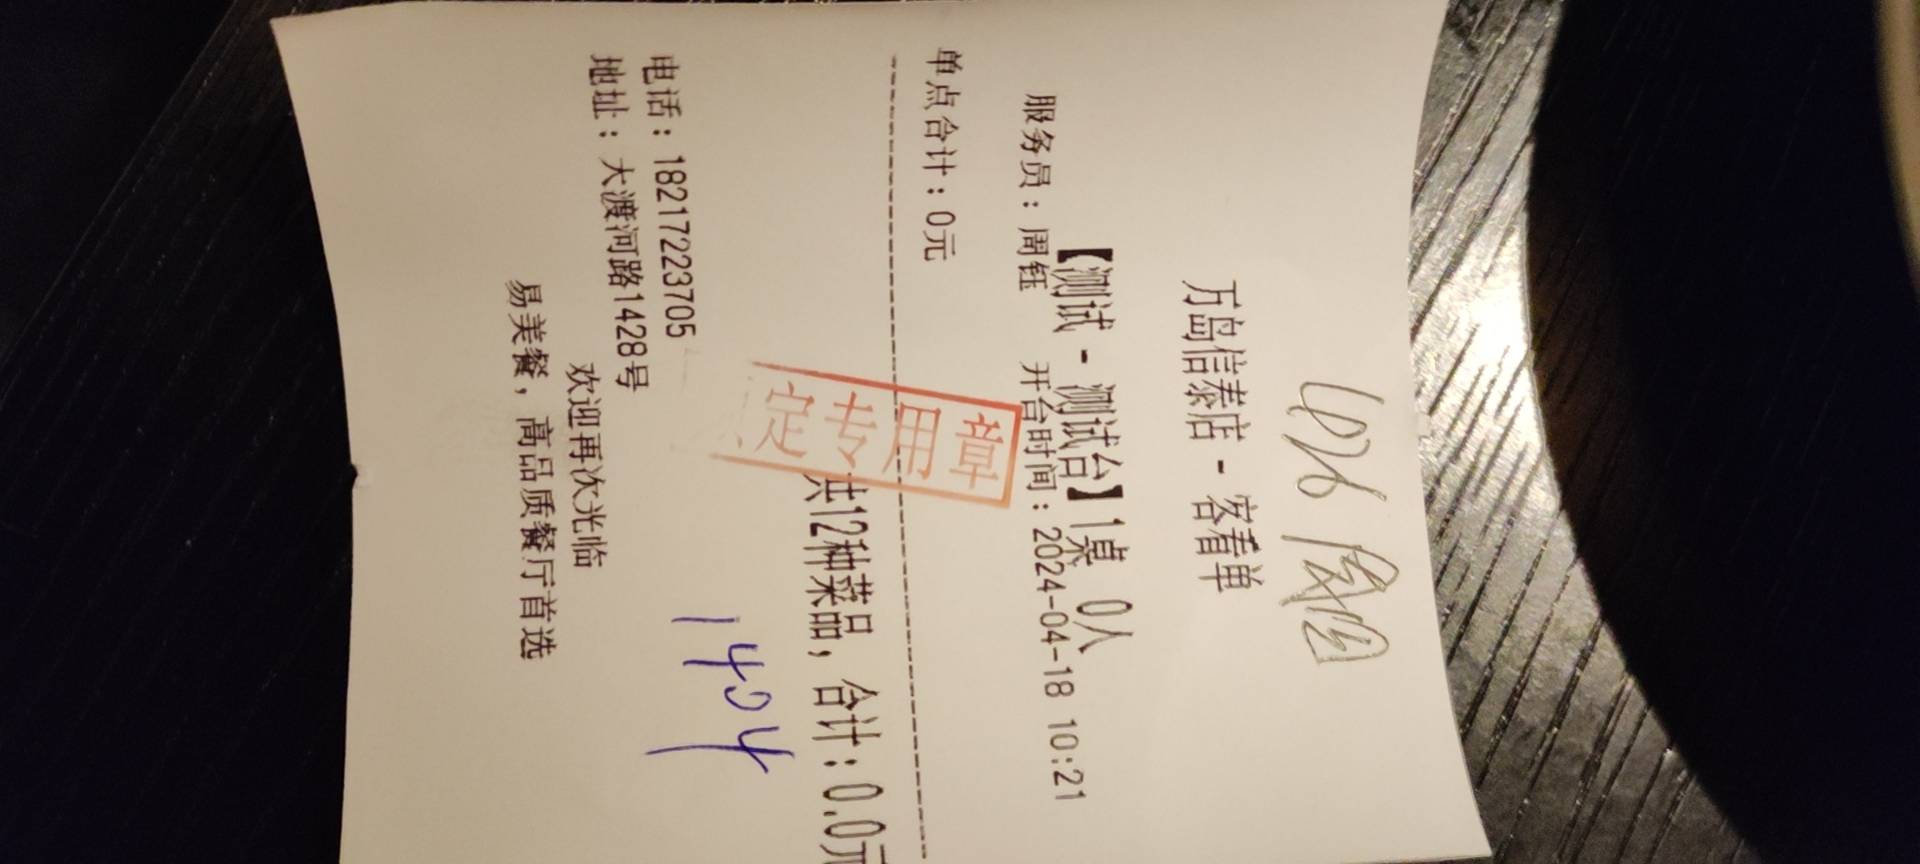 万岛信泰店 - 客看单
【测试 - 测试台】1桌 0人
服务员：周钰 开台时间：2024-04-18 10:21
单点合计：0元
定专用章
共12种菜品，合计：0.0元
1404
电话：18217223705
地址：大渡河路1428号
欢迎再次光临
易美餐，高品质餐厅首选